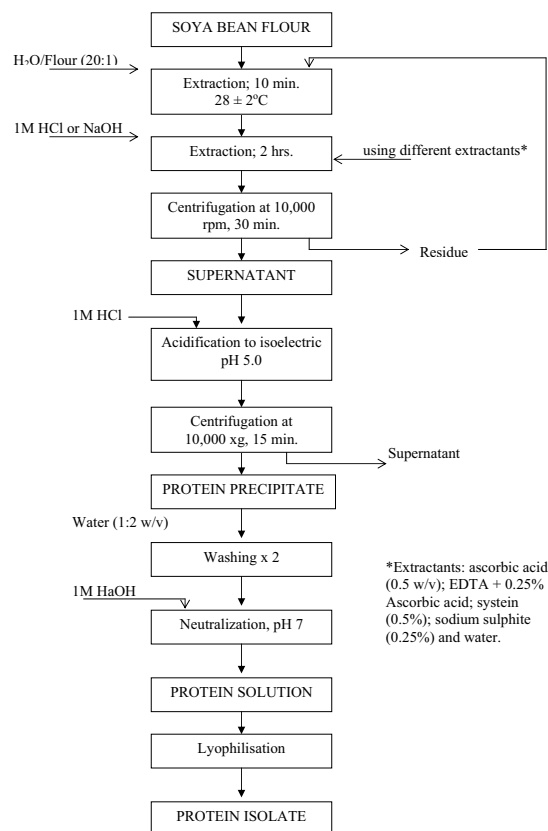 SOYA BEAN FLOUR
H2O/Flour (20:1)
Extraction; 10 min.
28 ± 2°C
1M HCl or NaOH
Extraction; 2 hrs.
using different extractants*
Centrifugation at 10,000
rpm, 30 min.
Residue
SUPERNATANT
1M HCl
Acidification to isoelectric
pH 5.0
Centrifugation at
10,000 xg, 15 min.
Supernatant
PROTEIN PRECIPITATE
Water (1:2 w/v)
Washing x 2
1M HaOH
Neutralization, pH 7
*Extractants: ascorbic acid
(0.5 w/v); EDTA + 0.25%
Ascorbic acid; systein
(0.5%); sodium sulphite
(0.25%) and water.
PROTEIN SOLUTION
Lyophilisation
PROTEIN ISOLATE